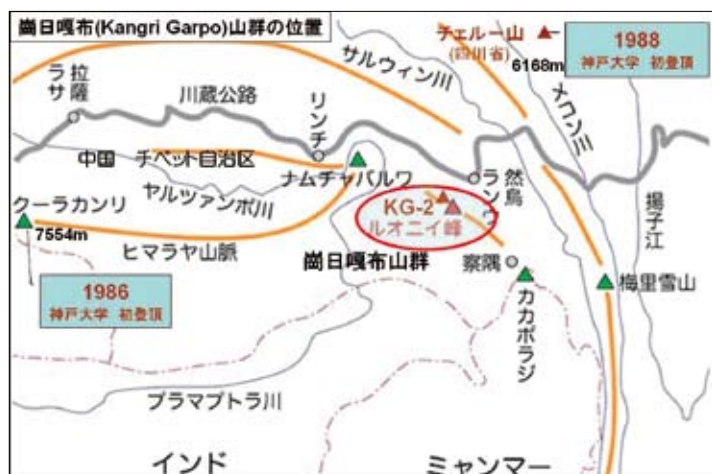 崗日嘎布(Kangri Garpo)山群の位置
チェルー山
(四川省)
6168m
1988
神戸大学 初登頂
サルウィン川
メコン川
拉薩
ラサ
川蔵公路
リンチ
中国 チベット自治区
ナムチャバルワ
ヤルツァンポ川
然烏
ランウ
揚子江
クーラカンリ
7554m
ヒマラヤ山脈
KG-2
ルオニイ峰
崗日嘎布山群
察隅
梅里雪山
カカボラジ
1986
神戸大学 初登頂
ブラマプトラ川
インド
ミャンマー